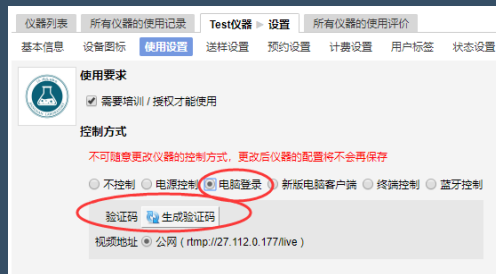 仪器列表 所有仪器的使用记录 Test仪器 ▶ 设置 所有仪器的使用评价
基本信息 设备图标 使用设置 送样设置 预约设置 计费设置 用户标签 状态设置
使用要求
需要培训 / 授权才能使用
控制方式
不可随意更改仪器的控制方式，更改后仪器的配置将不会再保存
不控制 电源控制 电脑登录 新版电脑客户端 终端控制 蓝牙控制
验证码 生成验证码
视频地址 公网 ( rtmp://27.112.0.177/live )